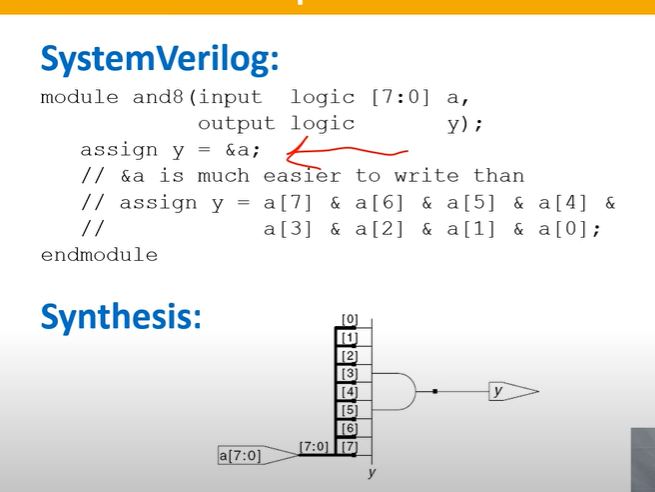 SystemVerilog:
module and8(input  logic [7:0] a,
            output logic       y);
   assign y = &a;
   // &a is much easier to write than
   // assign y = a[7] & a[6] & a[5] & a[4] &
   //            a[3] & a[2] & a[1] & a[0];
endmodule
Synthesis:
[0]
[1]
[2]
[3]
[4]
[5]
[6]
[7]
y
a[7:0]
[7:0]
y